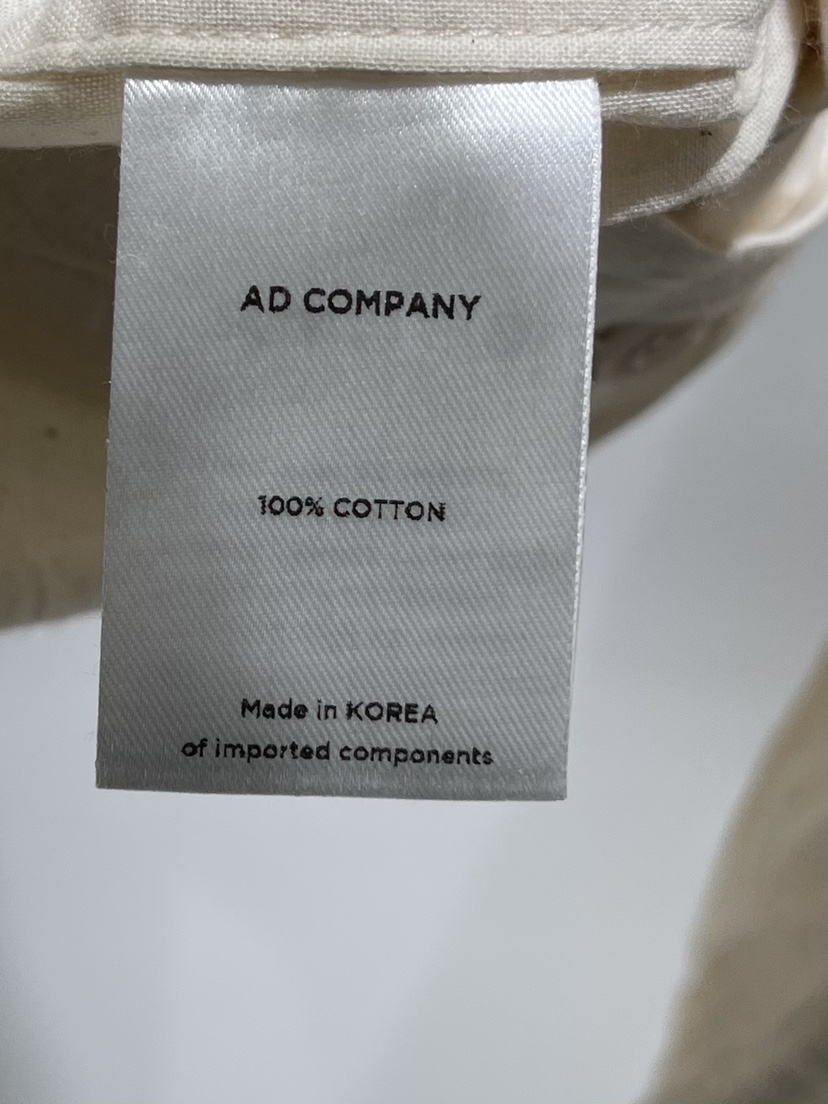 AD COMPANY
100% COTTON
Made in KOREA
of imported components